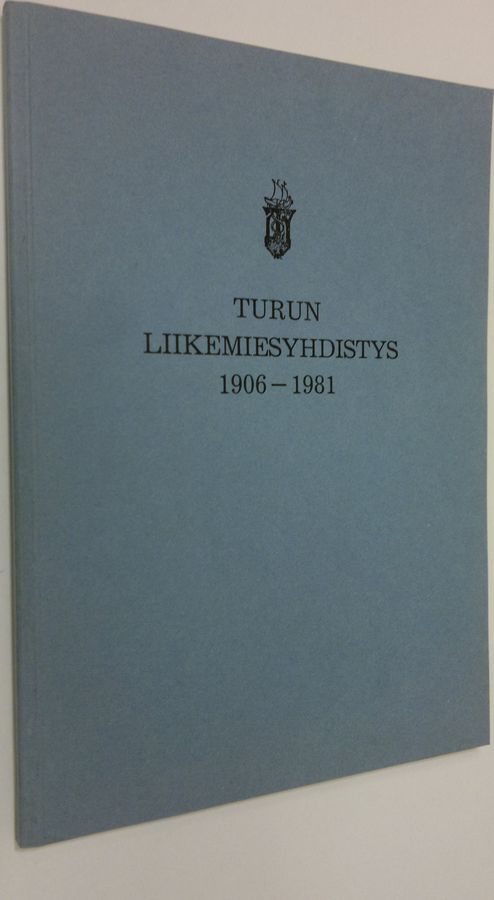 TURUN
LIIKEMIESYHDISTYS
1906 – 1981